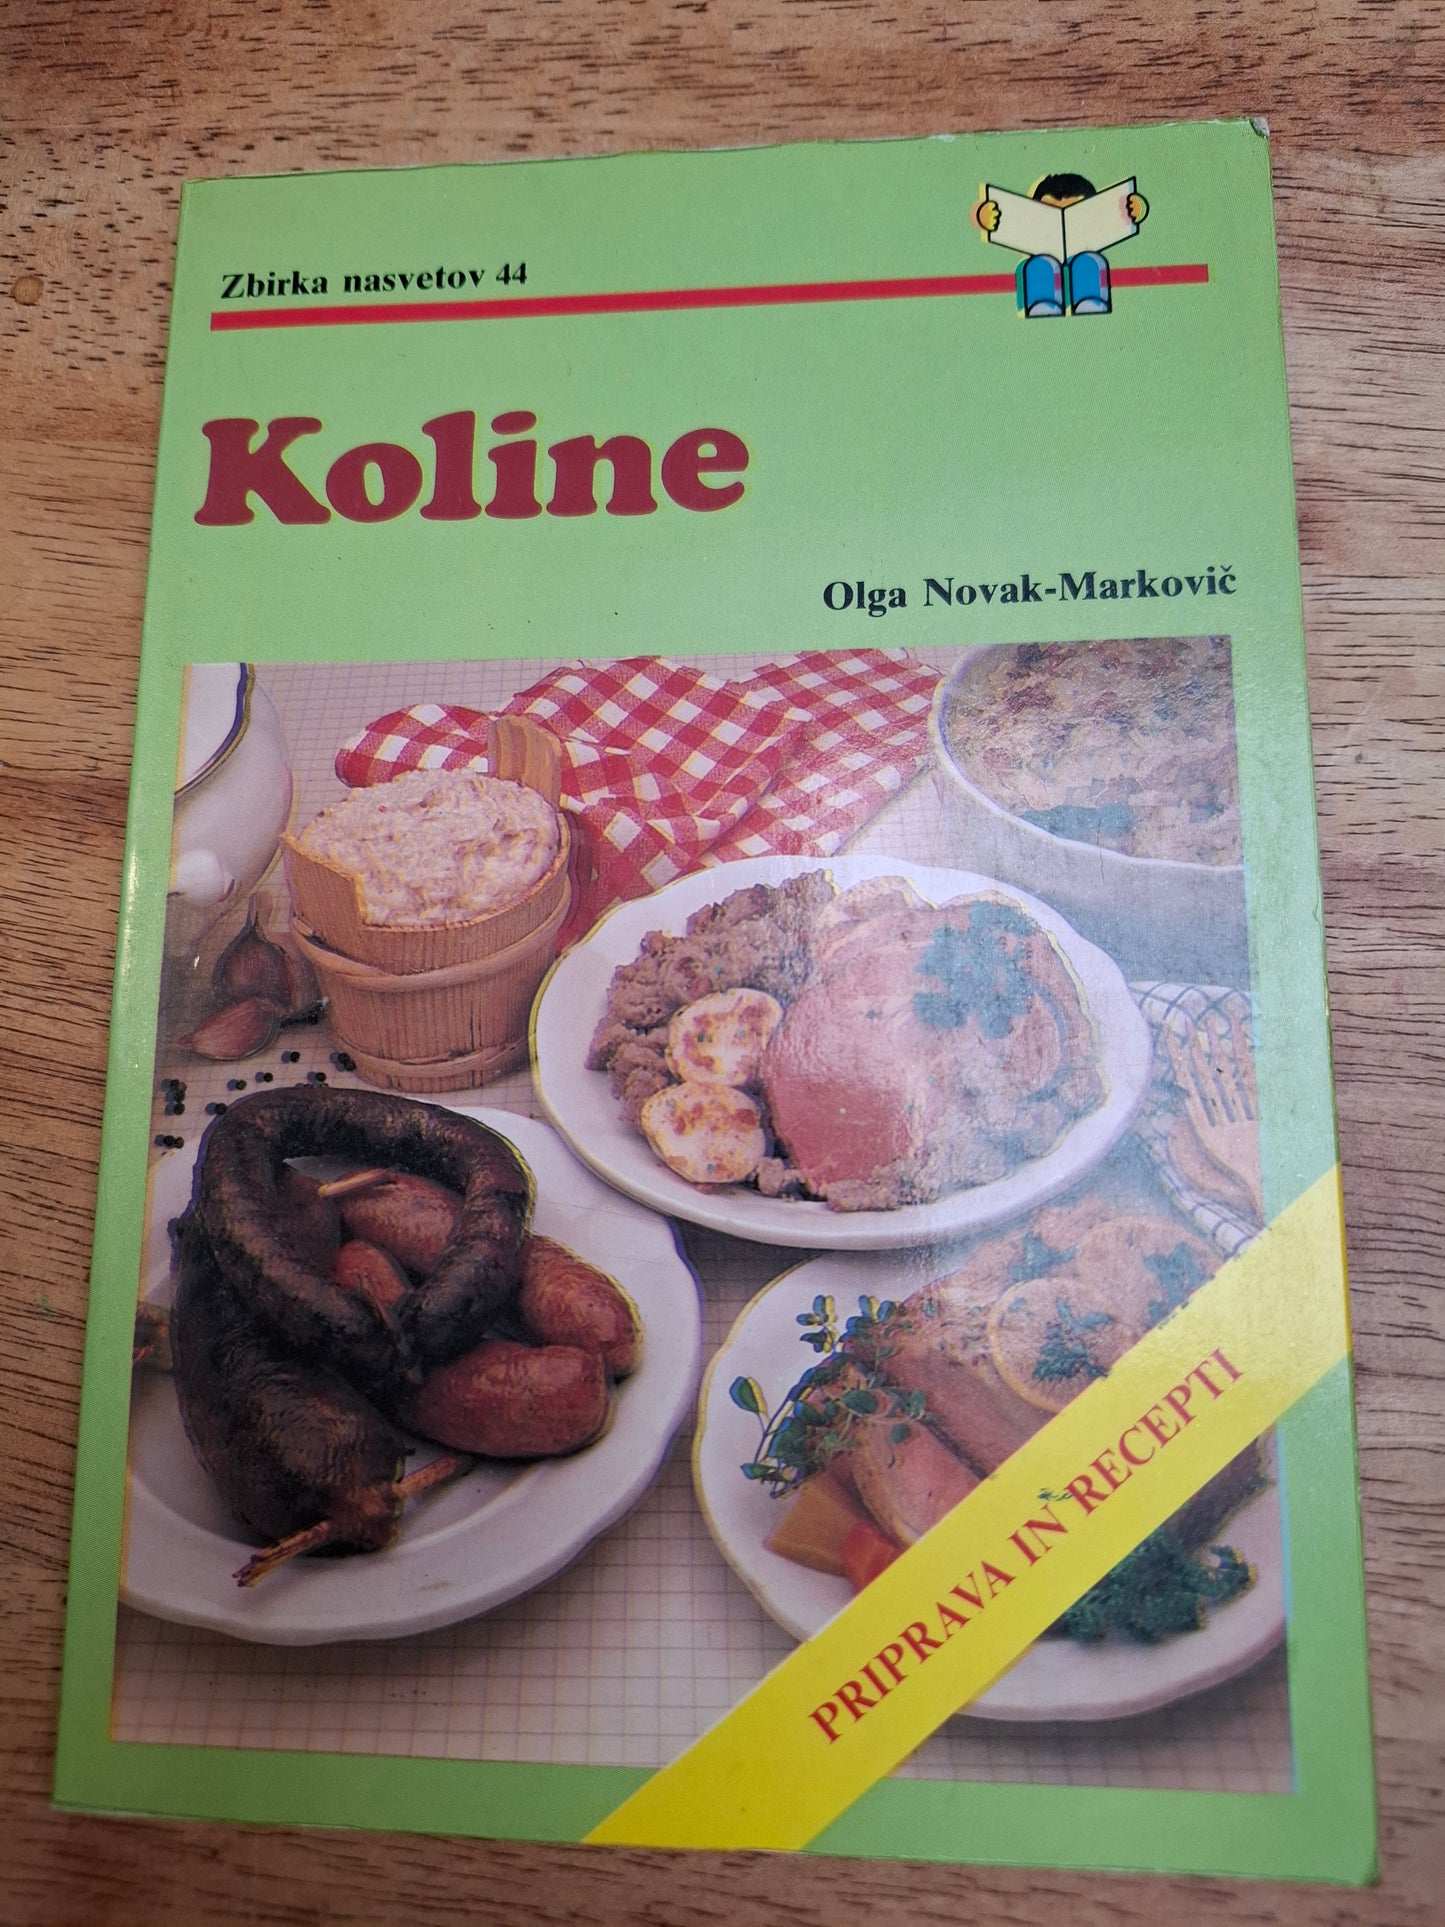 Zbirka nasvetov 44
Koline
Olga Novak-Markovič
PRIPRAVA IN RECEPTI